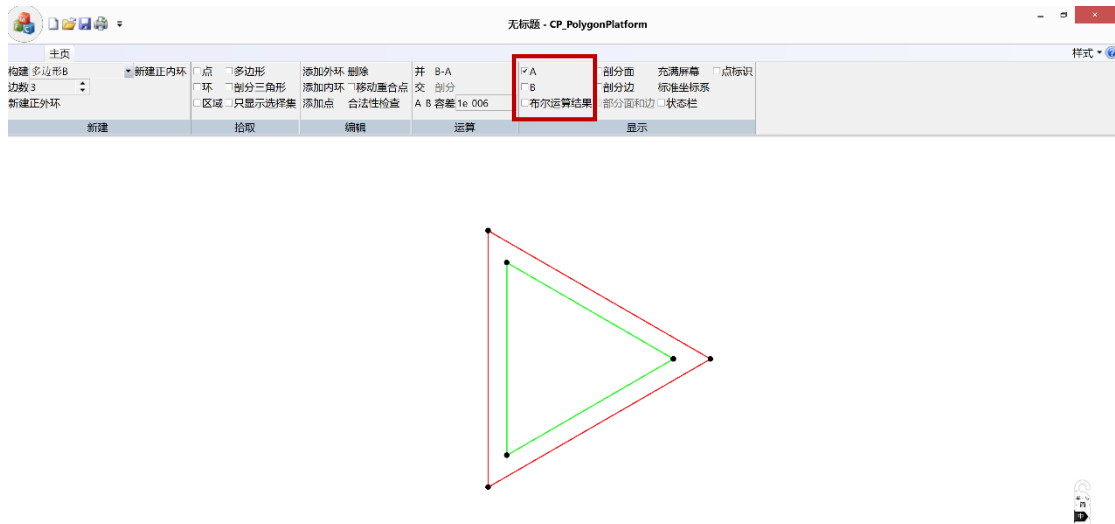 无标题 - CP_PolygonPlatform
主页
样式
构建 多边形B 新建正内环 点 多边形 添加外环 删除 并 B-A A 剖分面 充满屏幕 点标识
边数 3 环 剖分三角形 添加内环 移动重合点 交 剖分 B 剖分边 标准坐标系
新建正外环 区域 只显示选择集 添加点 合法性检查 A B 容差 1e 006 布尔运算结果 部分面和边 状态栏
新建 拾取 编辑 运算 显示